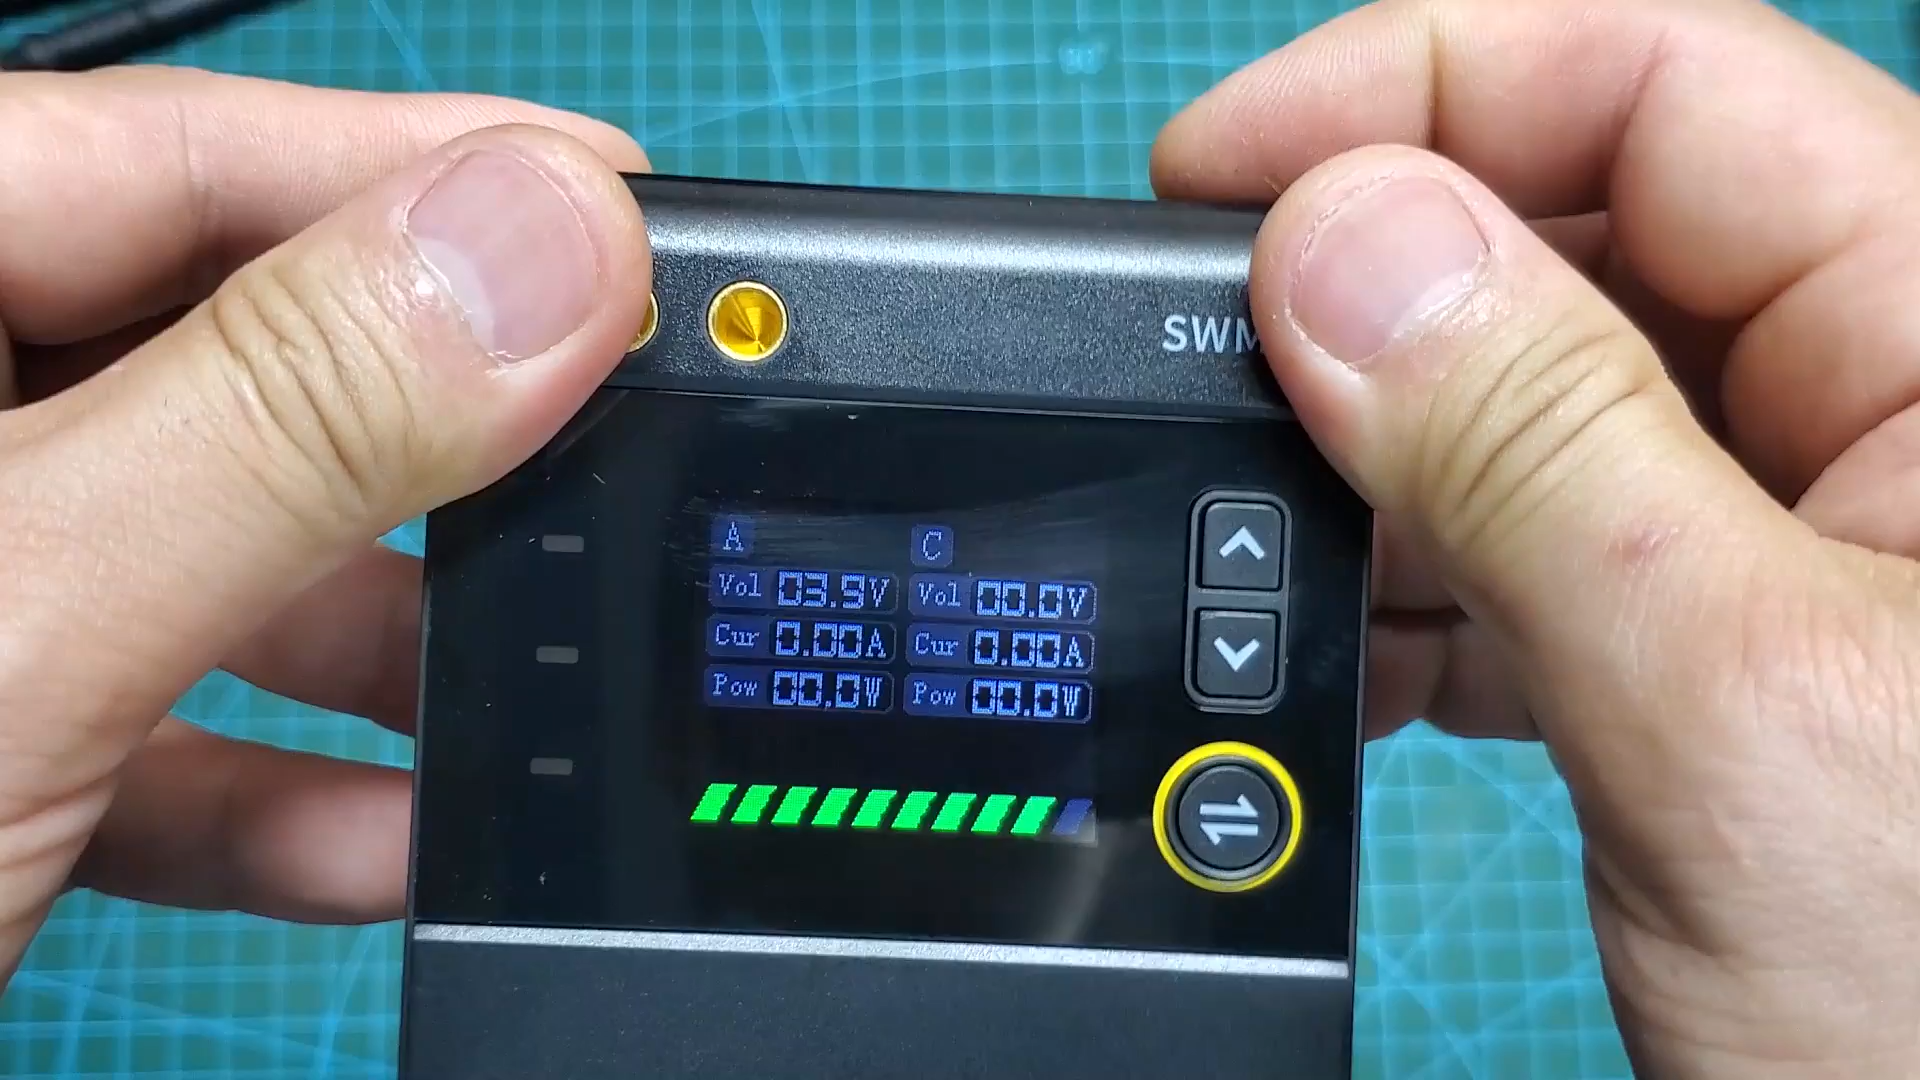 SWM
A C
Vol 03.9V Vol 00.0V
Cur 0.00A Cur 0.00A
Pow 00.0W Pow 00.0W